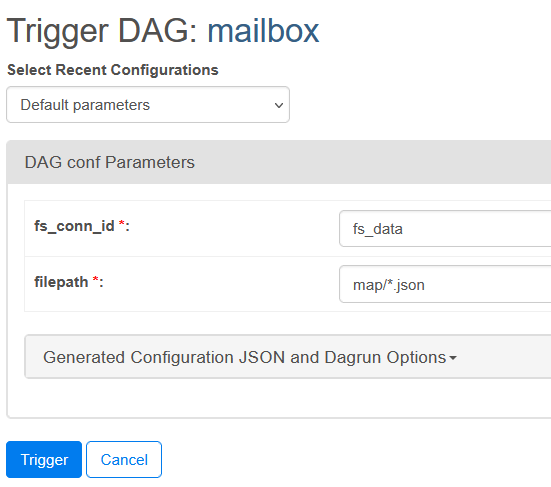 Trigger DAG: mailbox
Select Recent Configurations
Default parameters
DAG conf Parameters
fs_conn_id *: fs_data
filepath *: map/*.json
Generated Configuration JSON and Dagrun Options
Trigger Cancel